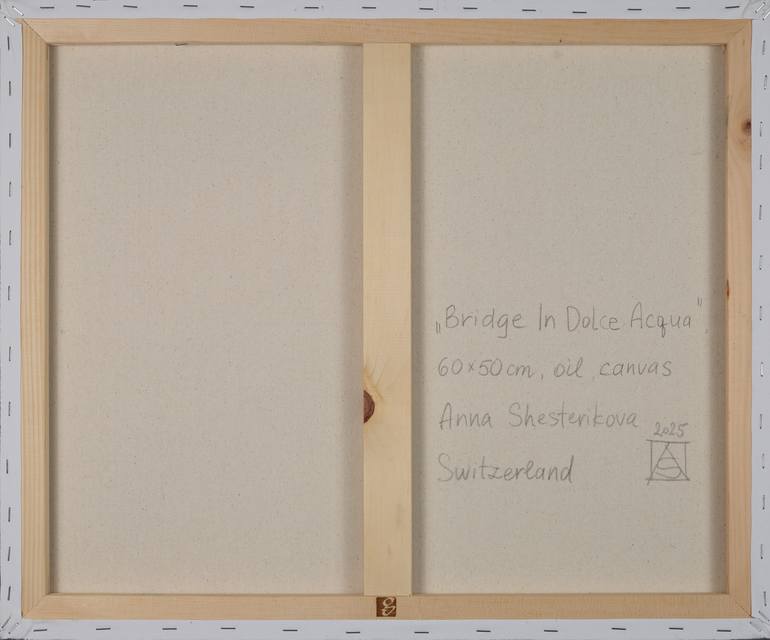 „Bridge In Dolce Acqua",
60×50cm, oil, canvas
Anna Shesterikova
2025
Switzerland